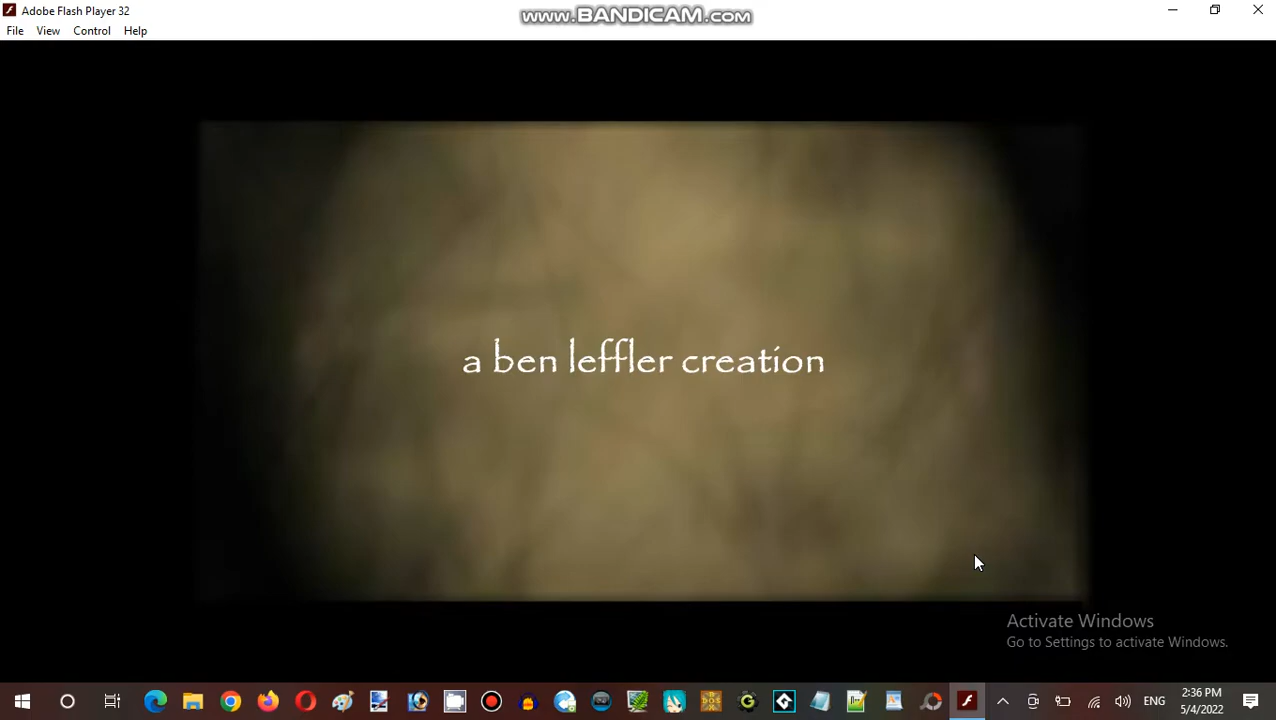 Adobe Flash Player 32
www.BANDICAM.com
File View Control Help
a ben leffler creation
Activate Windows
Go to Settings to activate Windows.
ENG
2:36 PM
5/4/2022